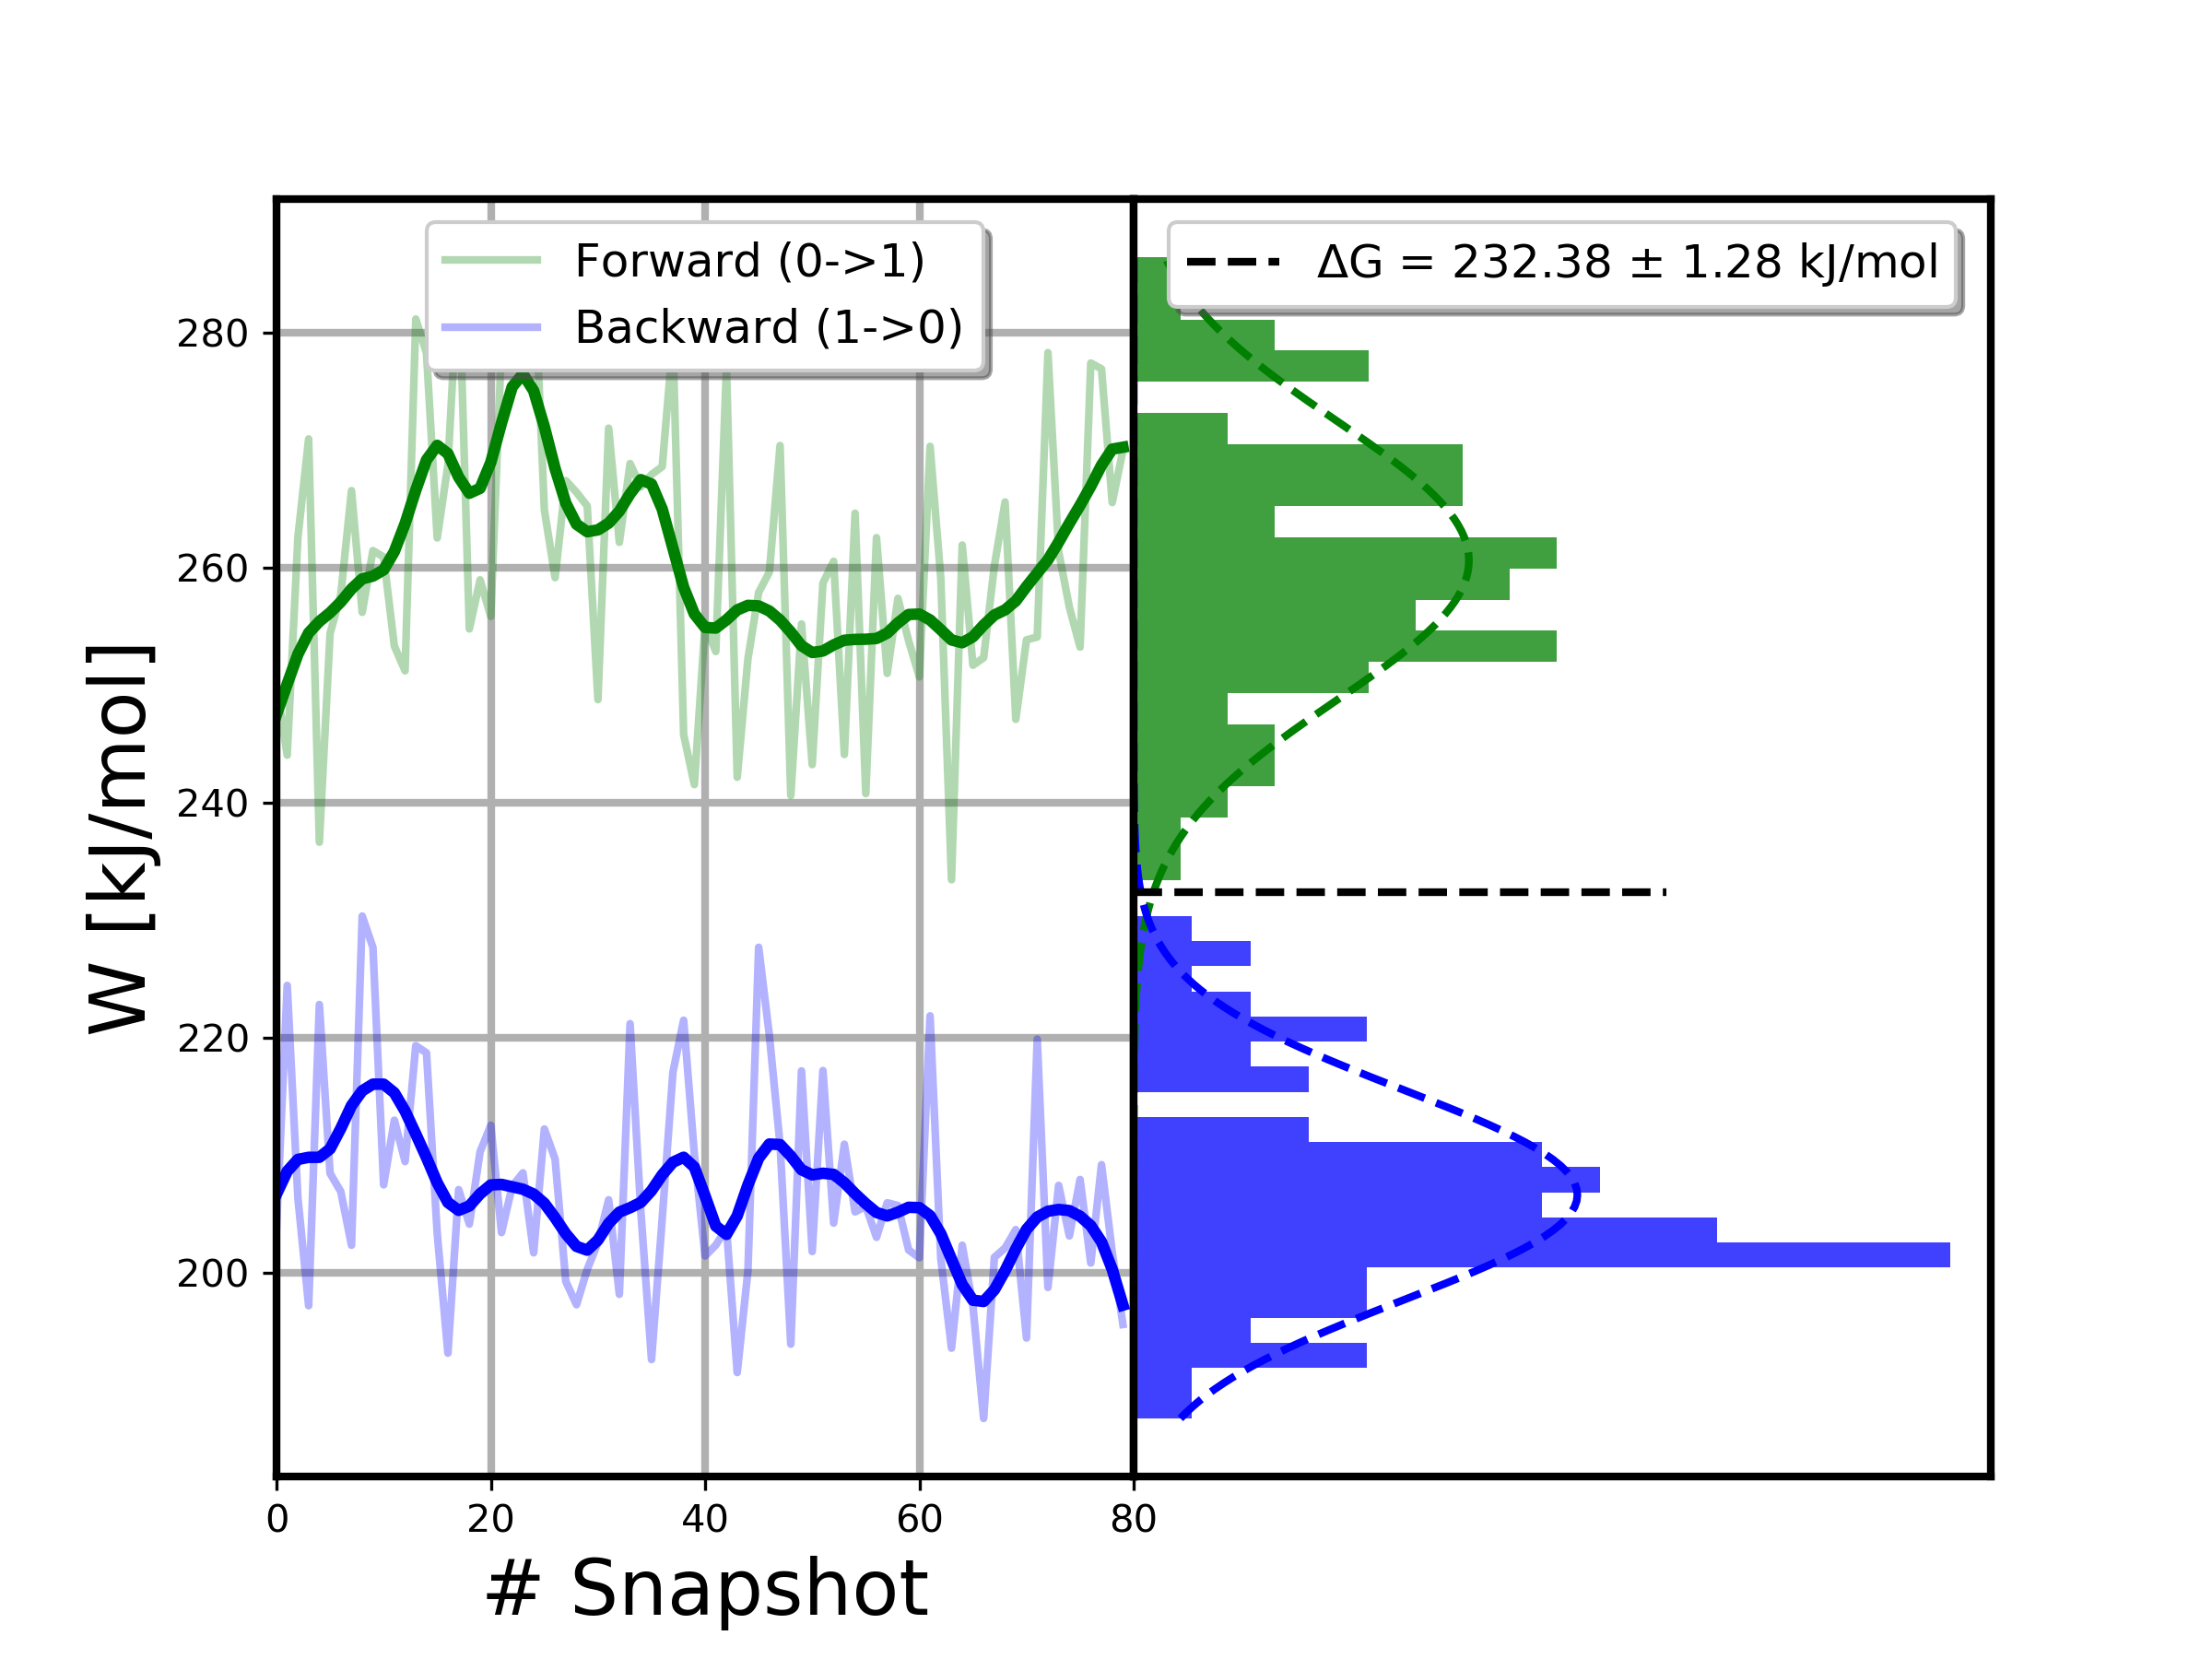 Forward (0->1)
Backward (1->0)
ΔG = 232.38 ± 1.28 kJ/mol
280
260
240
220
200
W [kJ/mol]
0
20
40
60
80
# Snapshot